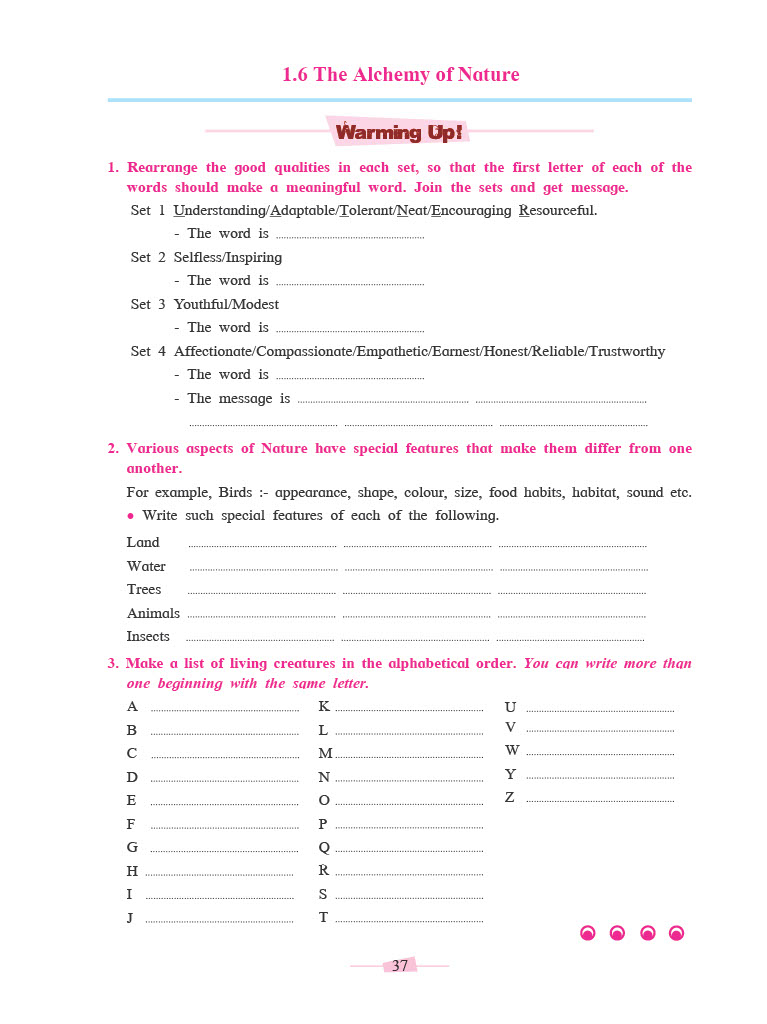 1.6 The Alchemy of Nature
Warming Up!
1. Rearrange the good qualities in each set, so that the first letter of each of the
words should make a meaningful word. Join the sets and get message.
Set 1 Understanding/Adaptable/Tolerant/Neat/Encouraging Resourceful.
- The word is ............................................................
Set 2 Selfless/Inspiring
- The word is ............................................................
Set 3 Youthful/Modest
- The word is ............................................................
Set 4 Affectionate/Compassionate/Empathetic/Earnest/Honest/Reliable/Trustworthy
- The word is ............................................................
- The message is ............................................................ ............................................................
............................................................ ............................................................ ............................................................
2. Various aspects of Nature have special features that make them differ from one
another.
For example, Birds :- appearance, shape, colour, size, food habits, habitat, sound etc.
• Write such special features of each of the following.
Land ............................................................ ............................................................ ............................................................
Water ............................................................ ............................................................ ............................................................
Trees ............................................................ ............................................................ ............................................................
Animals ............................................................ ............................................................ ............................................................
Insects ............................................................ ............................................................ ............................................................
3. Make a list of living creatures in the alphabetical order. You can write more than
one beginning with the same letter.
A ............................................................
B ............................................................
C ............................................................
D ............................................................
E ............................................................
F ............................................................
G ............................................................
H ............................................................
I ............................................................
J ............................................................
K ............................................................
L ............................................................
M ............................................................
N ............................................................
O ............................................................
P ............................................................
Q ............................................................
R ............................................................
S ............................................................
T ............................................................
U ............................................................
V ............................................................
W ............................................................
Y ............................................................
Z ............................................................
37